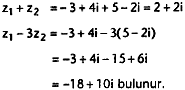 z₁+z₂ = -3+4i+5-2i=2+2i
z₁-3z₂ = -3+4i-3(5-2i)
= -3+4i-15+6i
= -18+10i bulunur.